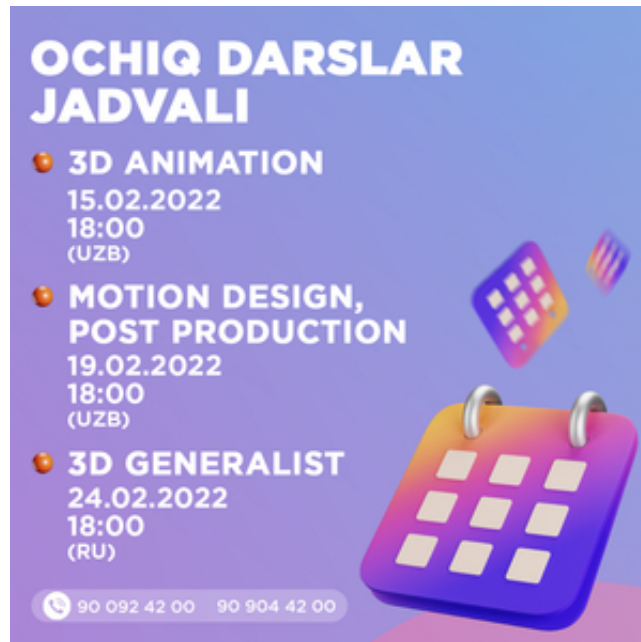 OCHIQ DARSLAR
JADVALI
3D ANIMATION
15.02.2022
18:00
(UZB)
MOTION DESIGN,
POST PRODUCTION
19.02.2022
18:00
(UZB)
3D GENERALIST
24.02.2022
18:00
(RU)
90 092 42 00 90 904 42 00